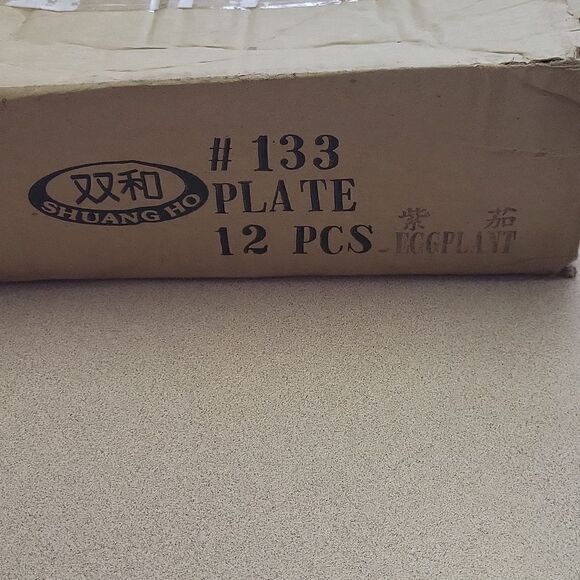 双和
SHUANG HO
# 133
PLATE
12 PCS
紫 茄
EGGPLANT